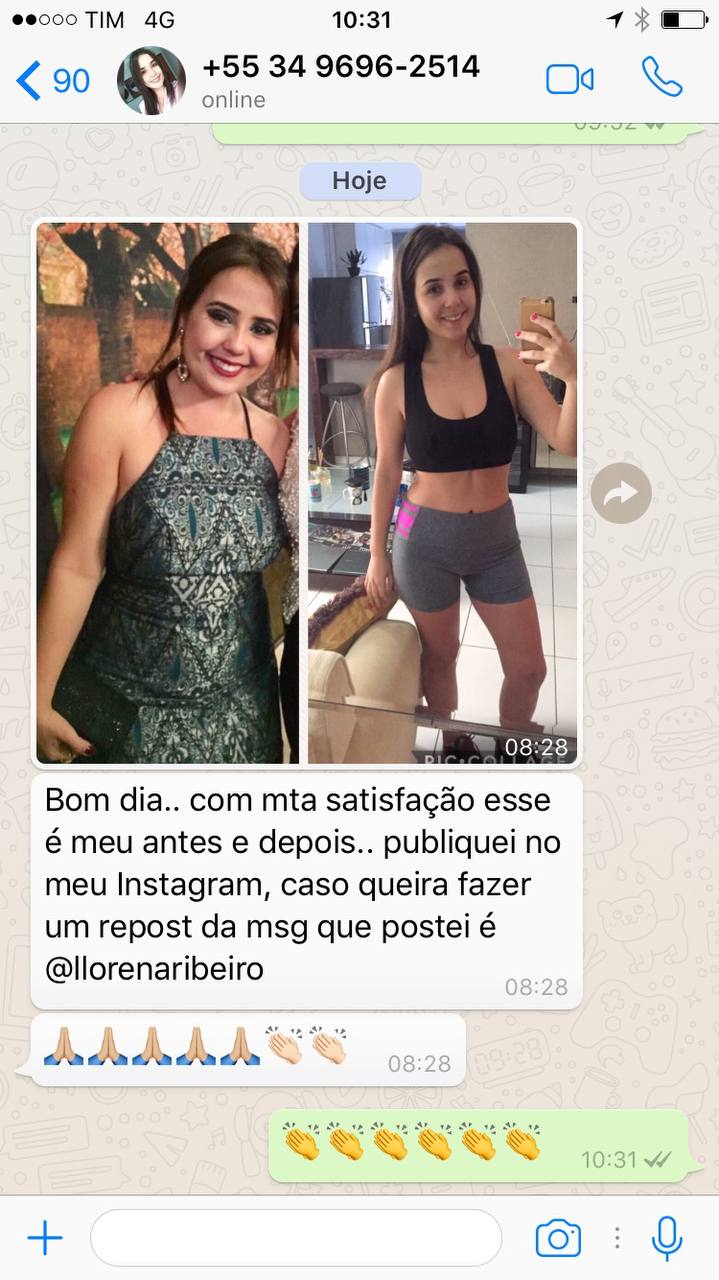 TIM 4G 10:31
90 +55 34 9696-2514
online
Hoje
08:28
Bom dia.. com mta satisfação esse
é meu antes e depois.. publiquei no
meu Instagram, caso queira fazer
um repost da msg que postei é
@llorenaribeiro
08:28
🙏🏼🙏🏼🙏🏼🙏🏼🙏🏼👏🏻👏🏻 08:28
👏👏👏👏👏👏 10:31